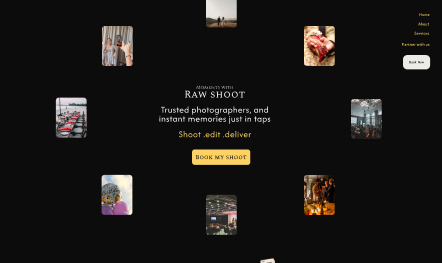 Home
About
Services
Partner with us
Book Now
Moments with
Raw shoot
Trusted photographers, and
instant memories just in taps
Shoot .edit .deliver
Book my shoot